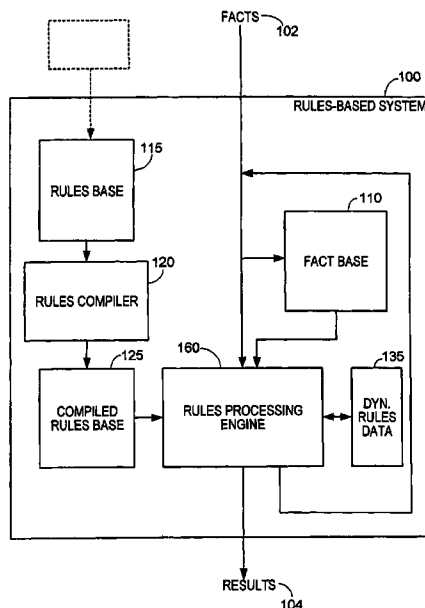 FACTS
102
100
RULES-BASED SYSTEM
115
RULES BASE
110
FACT BASE
120
RULES COMPILER
125
COMPILED
RULES BASE
160
RULES PROCESSING
ENGINE
135
DYN.
RULES
DATA
RESULTS
104